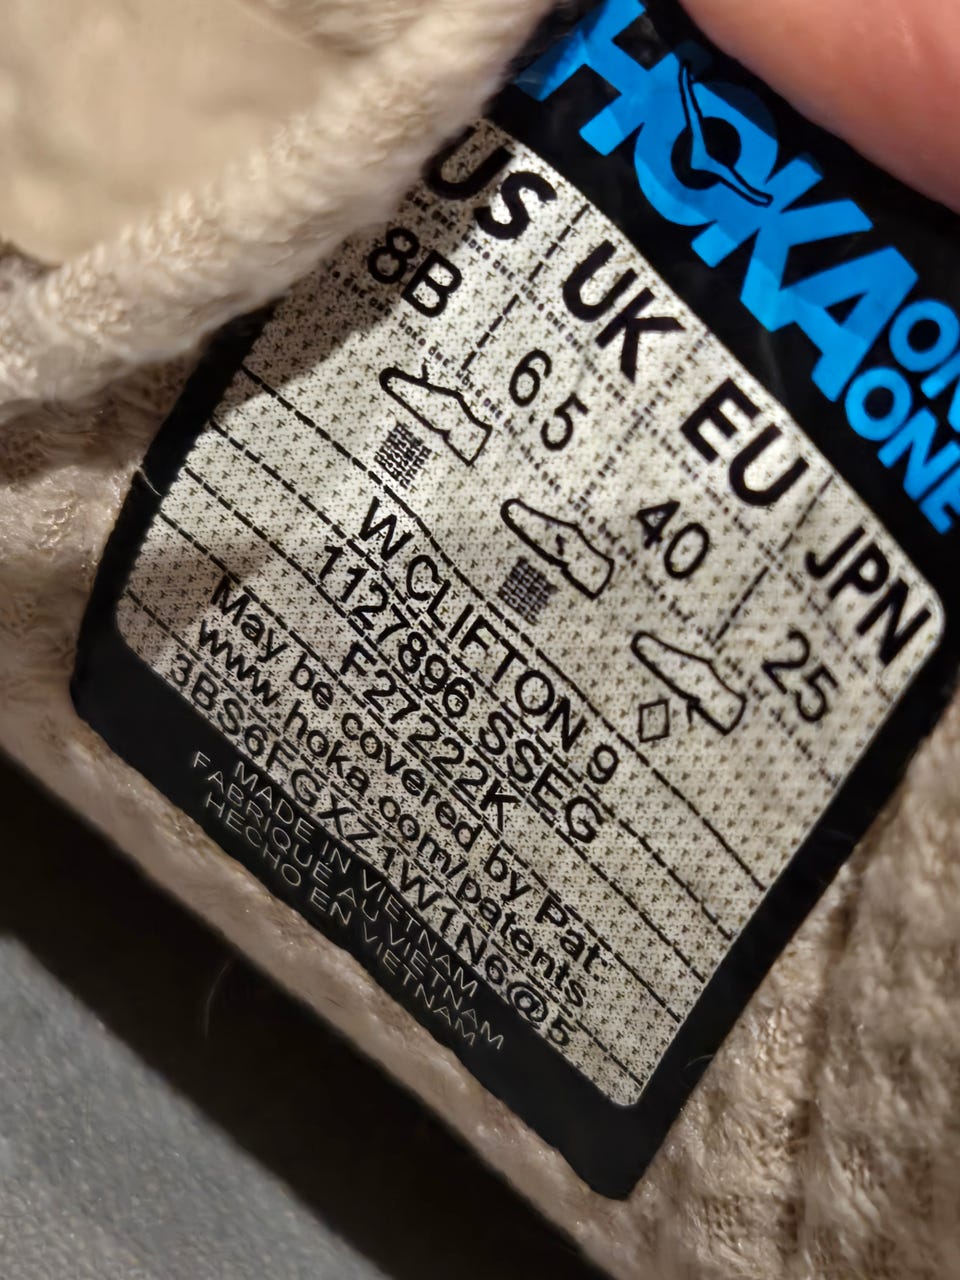 HOKA ONE ONE
US UK EU JPN
8B 6.5 40 25
W CLIFTON 9
1127896 SSEG
F27222K
May be covered by Pat:
www.hoka.com/patents
3BS6FGXZ1W1N6@5
MADE IN VIETNAM
FABRIQUE AU VIETNAM
HECHO EN VIETNAM